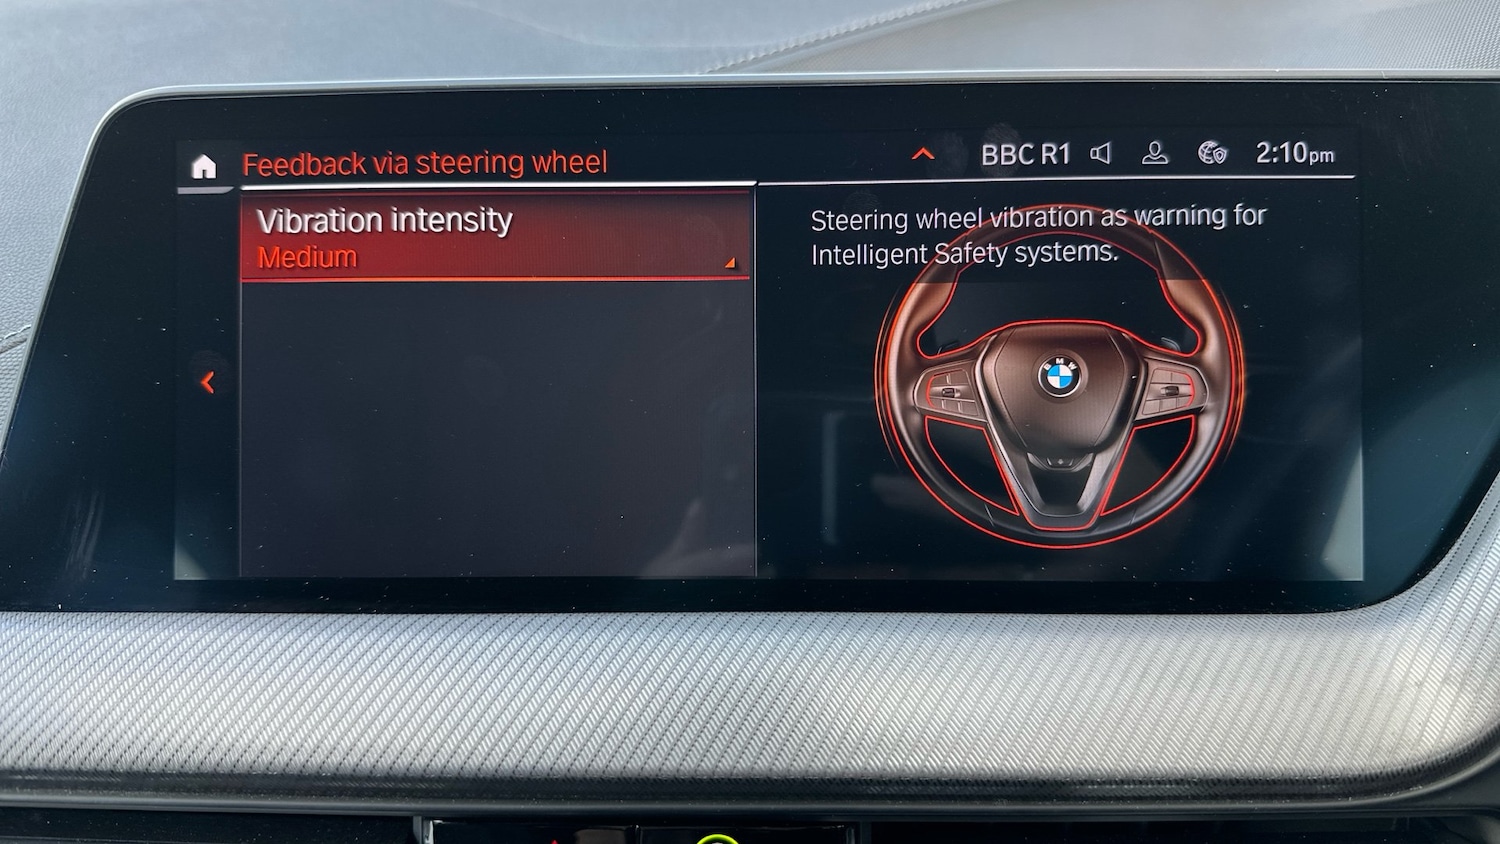 Feedback via steering wheel
BBC R1
2:10pm
Vibration intensity
Medium
Steering wheel vibration as warning for
Intelligent Safety systems.
BMW